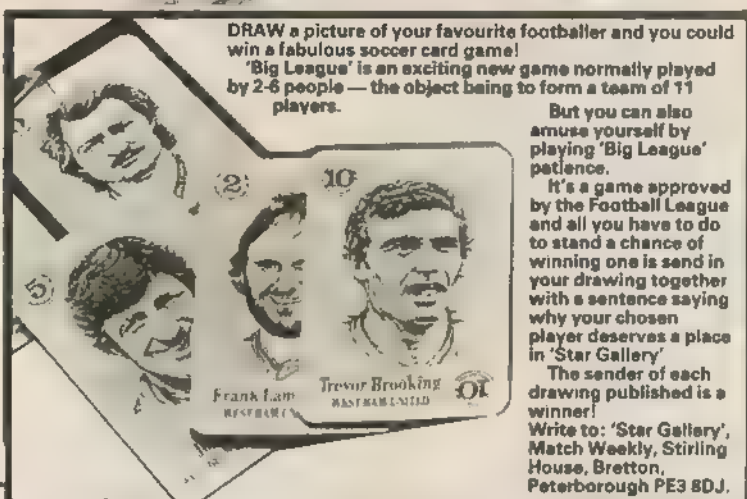 DRAW a picture of your favourite footballer and you could
win a fabulous soccer card game!
'Big League' is an exciting new game normally played
by 2-6 people — the object being to form a team of 11
players.
But you can also
amuse yourself by
playing 'Big League'
patience.
It's a game approved
by the Football League
and all you have to do
to stand a chance of
winning one is send in
your drawing together
with a sentence saying
why your chosen
player deserves a place
in 'Star Gallery'
The sender of each
drawing published is a
winner!
Write to: 'Star Gallery',
Match Weekly, Stirling
House, Bretton,
Peterborough PE3 8DJ.
5
2
Frank Lam
WEST HAM
10
Trevor Brooking
WEST HAM UNITED
10